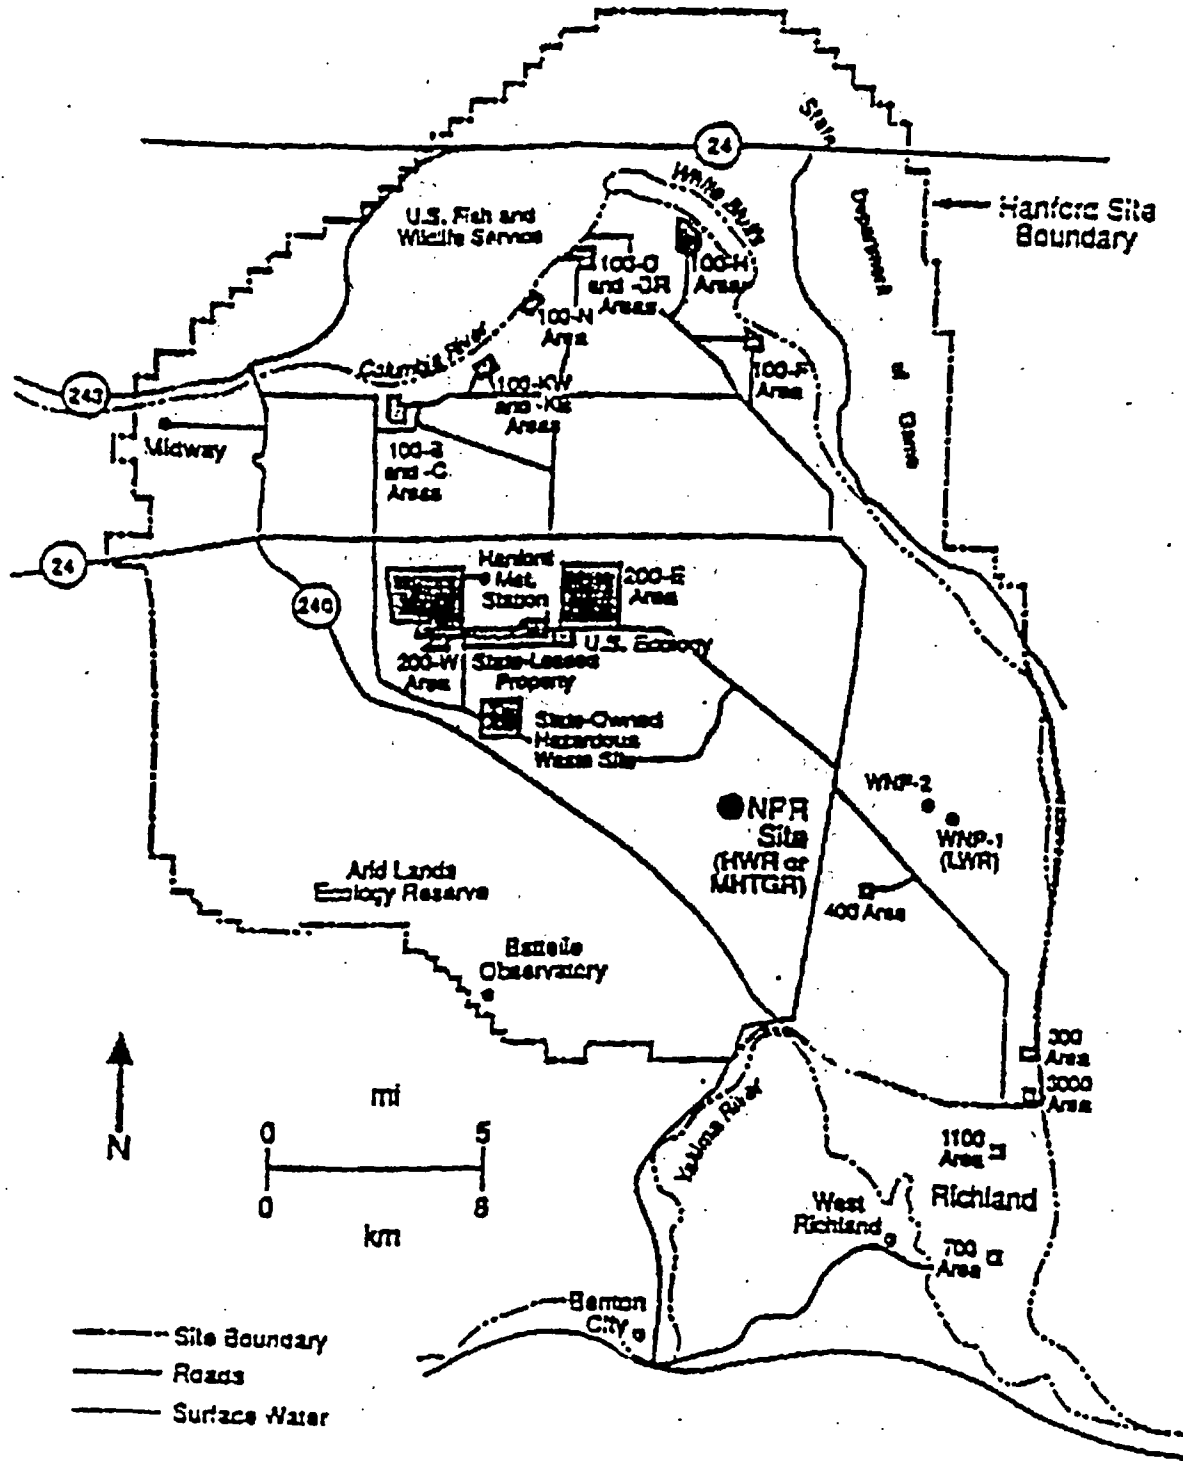 State
24
White Bluffs
Department
of
Game
Hanford Site
Boundary
U.S. Fish and
Wildlife Service
100-D
and -DR
Areas
100-H
Area
100-N
Area
Columbia River
243
100-KW
and -KE
Areas
100-F
Area
Midway
100-B
and -C
Areas
24
240
Hanford
Met.
Station
200-E
Area
U.S. Ecology
200-W
Area
State-Leased
Property
State-Owned
Hazardous
Waste Site
WNP-2
NPR
Site
(HWR or
MHTGR)
WNP-1
(LWR)
400 Area
Arid Lands
Ecology Reserve
Battelle
Observatory
300
Area
3000
Area
N
mi
0 5
0 8
km
Yakima River
1100
Area
Richland
West
Richland
700
Area
Benton
City
Site Boundary
Roads
Surface Water